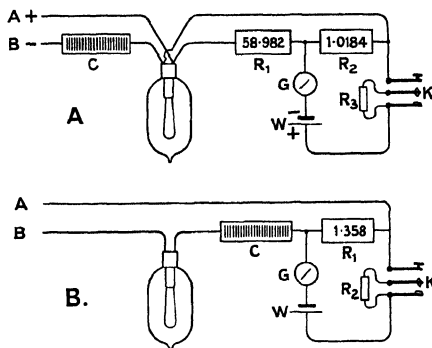 A +
B -
C
58·982
R1
1·0184
R2
G
W
-
+
R3
K
A
A
B
C
1·358
R1
G
W
R2
K
B.